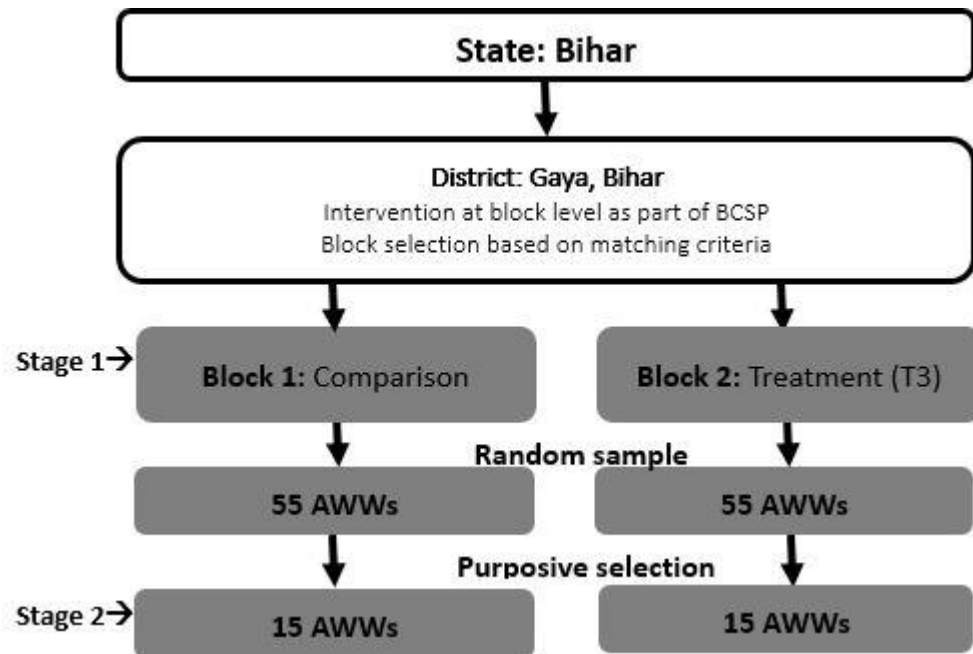 State: Bihar
District: Gaya, Bihar
Intervention at block level as part of BCSP
Block selection based on matching criteria
Stage 1→
Block 1: Comparison
Block 2: Treatment (T3)
Random sample
55 AWWs
55 AWWs
Purposive selection
Stage 2→
15 AWWs
15 AWWs